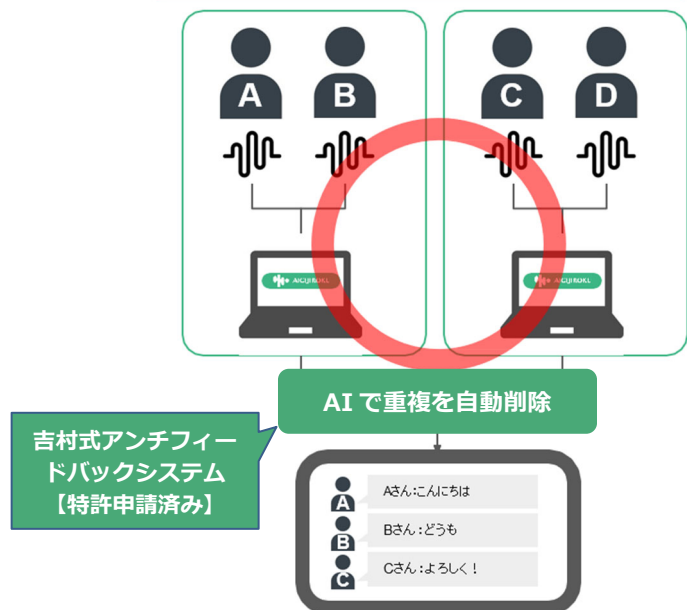 A B C D
AIGIJIROKU AIGIJIROKU
AIで重複を自動削除
吉村式アンチフィー
ドバックシステム
【特許申請済み】
A
Aさん:こんにちは
B
Bさん:どうも
C
Cさん:よろしく!